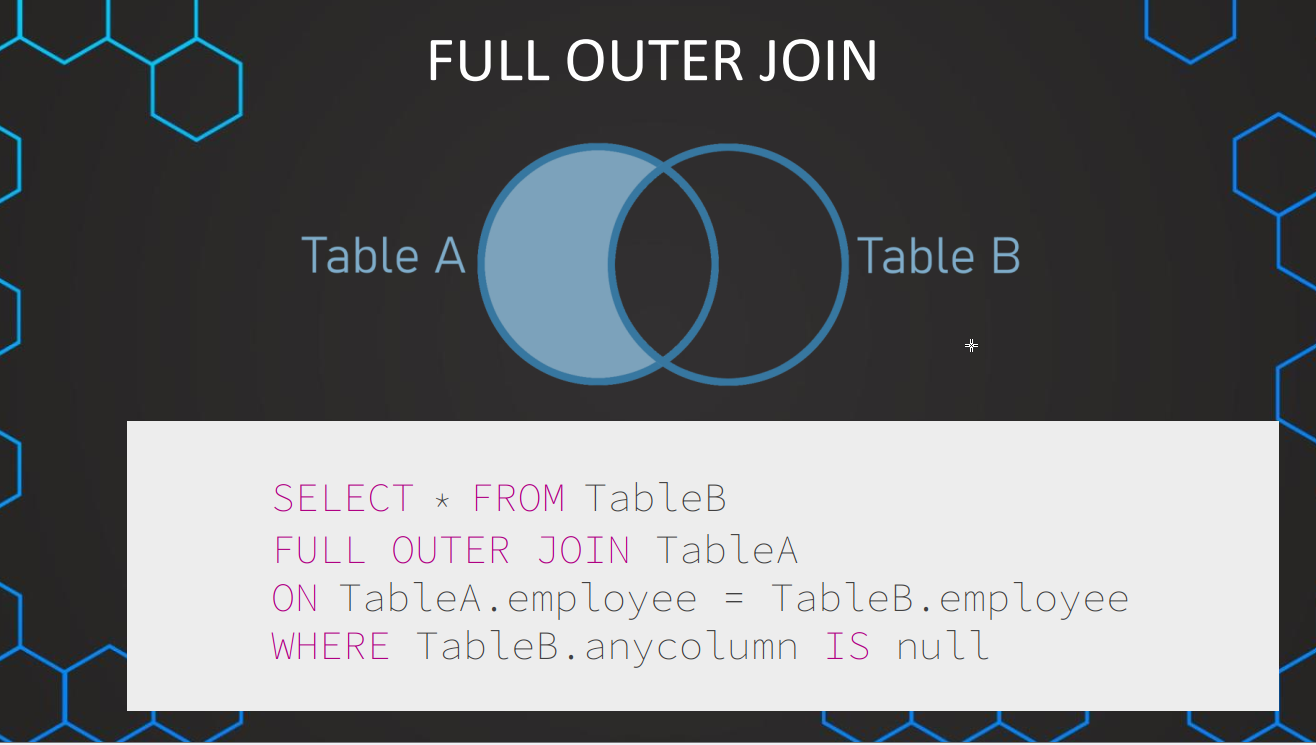 FULL OUTER JOIN
Table A
Table B
SELECT * FROM TableB
FULL OUTER JOIN TableA
ON TableA.employee = TableB.employee
WHERE TableB.anycolumn IS null